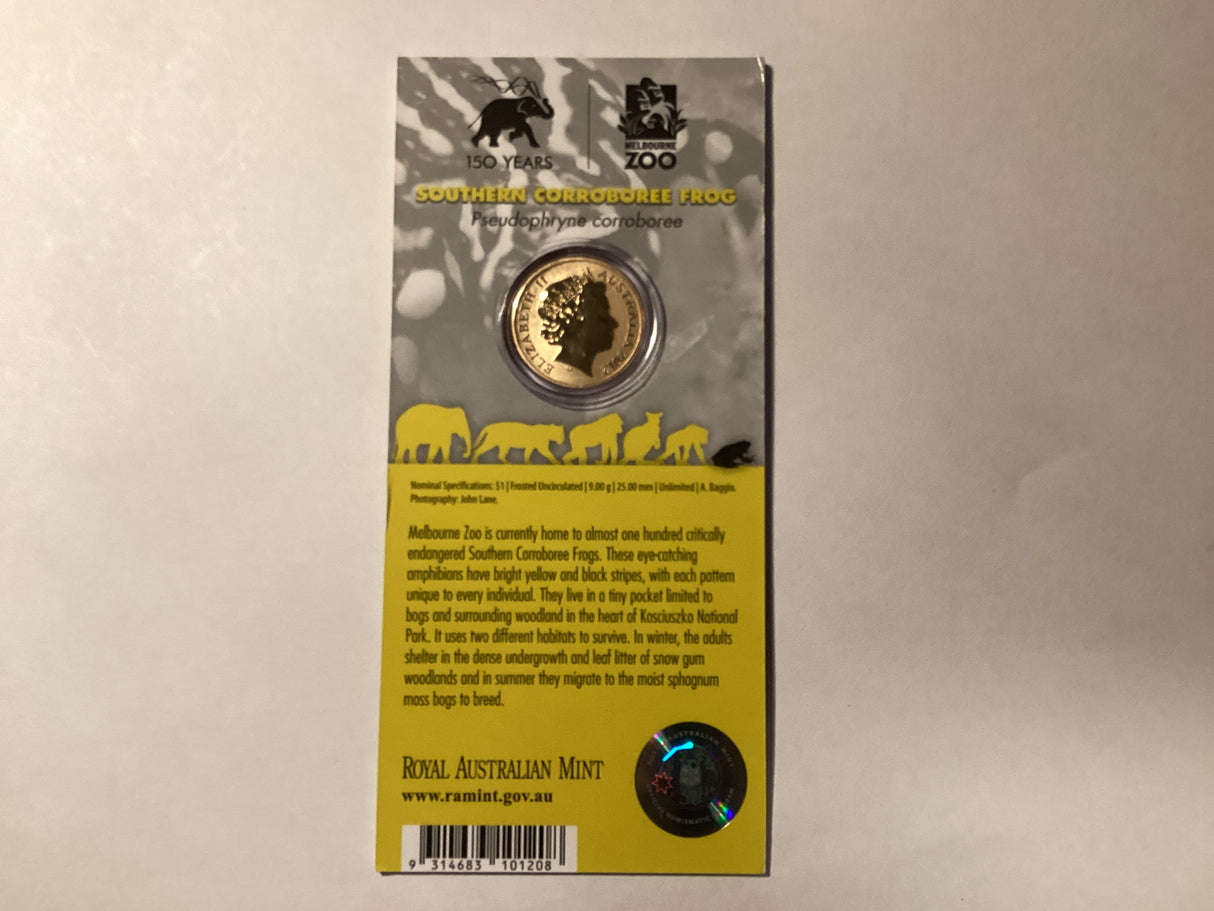 150 YEARS
MELBOURNE
ZOO
SOUTHERN CORROBOREE FROG
Pseudophryne corroboree
ELIZABETH II AUSTRALIA 2012
Nominal Specifications: $1 | Frosted Uncirculated | 9.00 g | 25.00 mm | Unlimited | A. Baggio.
Photography: John Lane.
Melbourne Zoo is currently home to almost one hundred critically
endangered Southern Corroboree Frogs. These eye-catching
amphibians have bright yellow and black stripes, with each pattern
unique to every individual. They live in a tiny pocket limited to
bogs and surrounding woodland in the heart of Kosciuszko National
Park. It uses two different habitats to survive. In winter, the adults
shelter in the dense undergrowth and leaf litter of snow gum
woodlands and in summer they migrate to the moist sphagnum
moss bogs to breed.
ROYAL AUSTRALIAN MINT
www.ramint.gov.au
AUSTRALIAN MINT
OFFICIAL NUMISMATIC
9 314683 101208